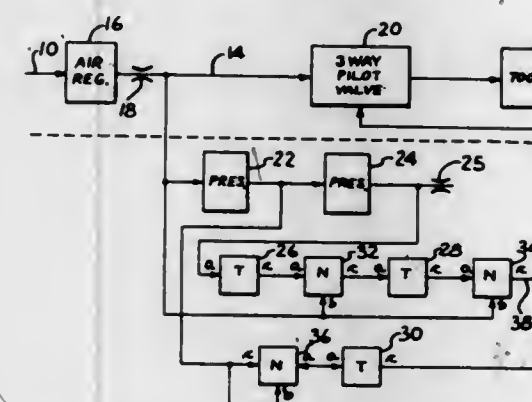 16
20
10
AIR
REG.
14
3 WAY
PILOT
VALVE
TOG
18
22
24
25
PRES.
PRES.
26
32
28
34
a T c a N c a T c a N c
b
b
38
36
30
c N a a T c
b